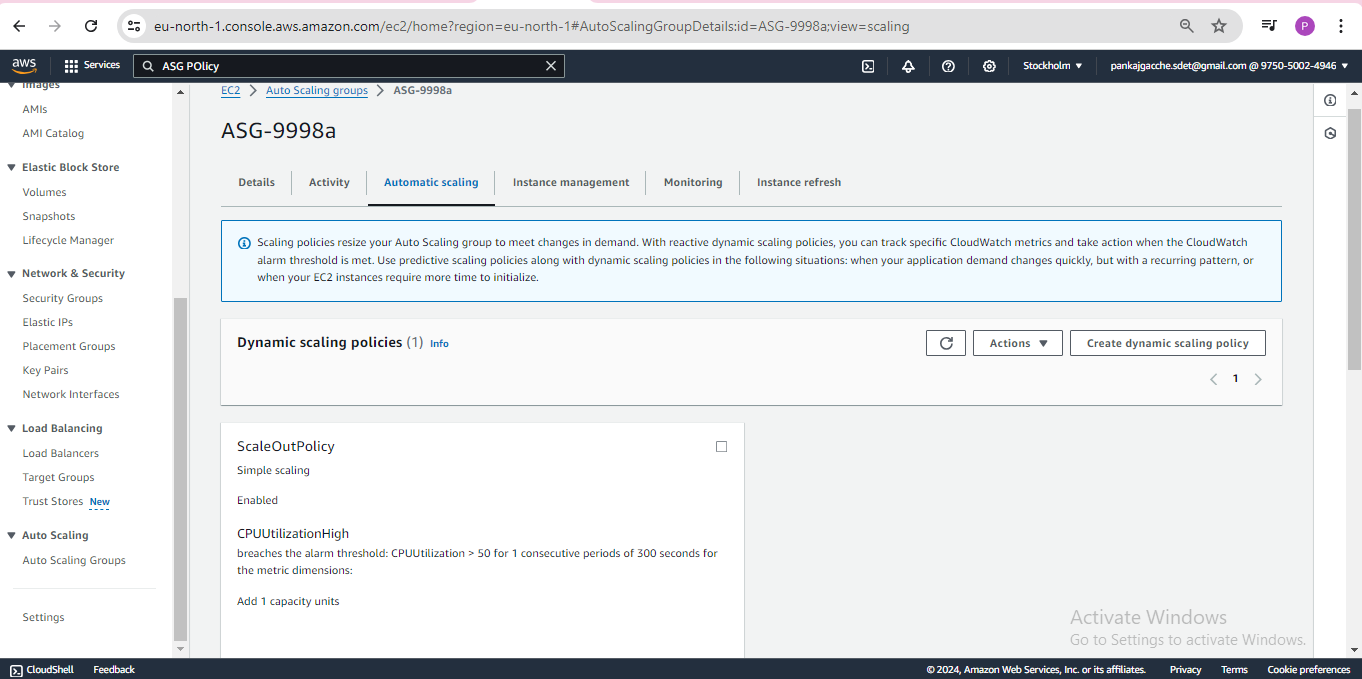 eu-north-1.console.aws.amazon.com/ec2/home?region=eu-north-1#AutoScalingGroupDetails:id=ASG-9998a;view=scaling
P
aws
Services
ASG POlicy
Stockholm
pankajgacche.sdet@gmail.com @ 9750-5002-4946
Images
AMIs
AMI Catalog
Elastic Block Store
Volumes
Snapshots
Lifecycle Manager
Network & Security
Security Groups
Elastic IPs
Placement Groups
Key Pairs
Network Interfaces
Load Balancing
Load Balancers
Target Groups
Trust Stores New
Auto Scaling
Auto Scaling Groups
Settings
EC2 > Auto Scaling groups > ASG-9998a
ASG-9998a
Details
Activity
Automatic scaling
Instance management
Monitoring
Instance refresh
Scaling policies resize your Auto Scaling group to meet changes in demand. With reactive dynamic scaling policies, you can track specific CloudWatch metrics and take action when the CloudWatch
alarm threshold is met. Use predictive scaling policies along with dynamic scaling policies in the following situations: when your application demand changes quickly, but with a recurring pattern, or
when your EC2 instances require more time to initialize.
Dynamic scaling policies (1) Info
Actions
Create dynamic scaling policy
1
ScaleOutPolicy
Simple scaling
Enabled
CPUUtilizationHigh
breaches the alarm threshold: CPUUtilization > 50 for 1 consecutive periods of 300 seconds for
the metric dimensions:
Add 1 capacity units
Activate Windows
Go to Settings to activate Windows.
CloudShell
Feedback
© 2024, Amazon Web Services, Inc. or its affiliates.
Privacy
Terms
Cookie preferences